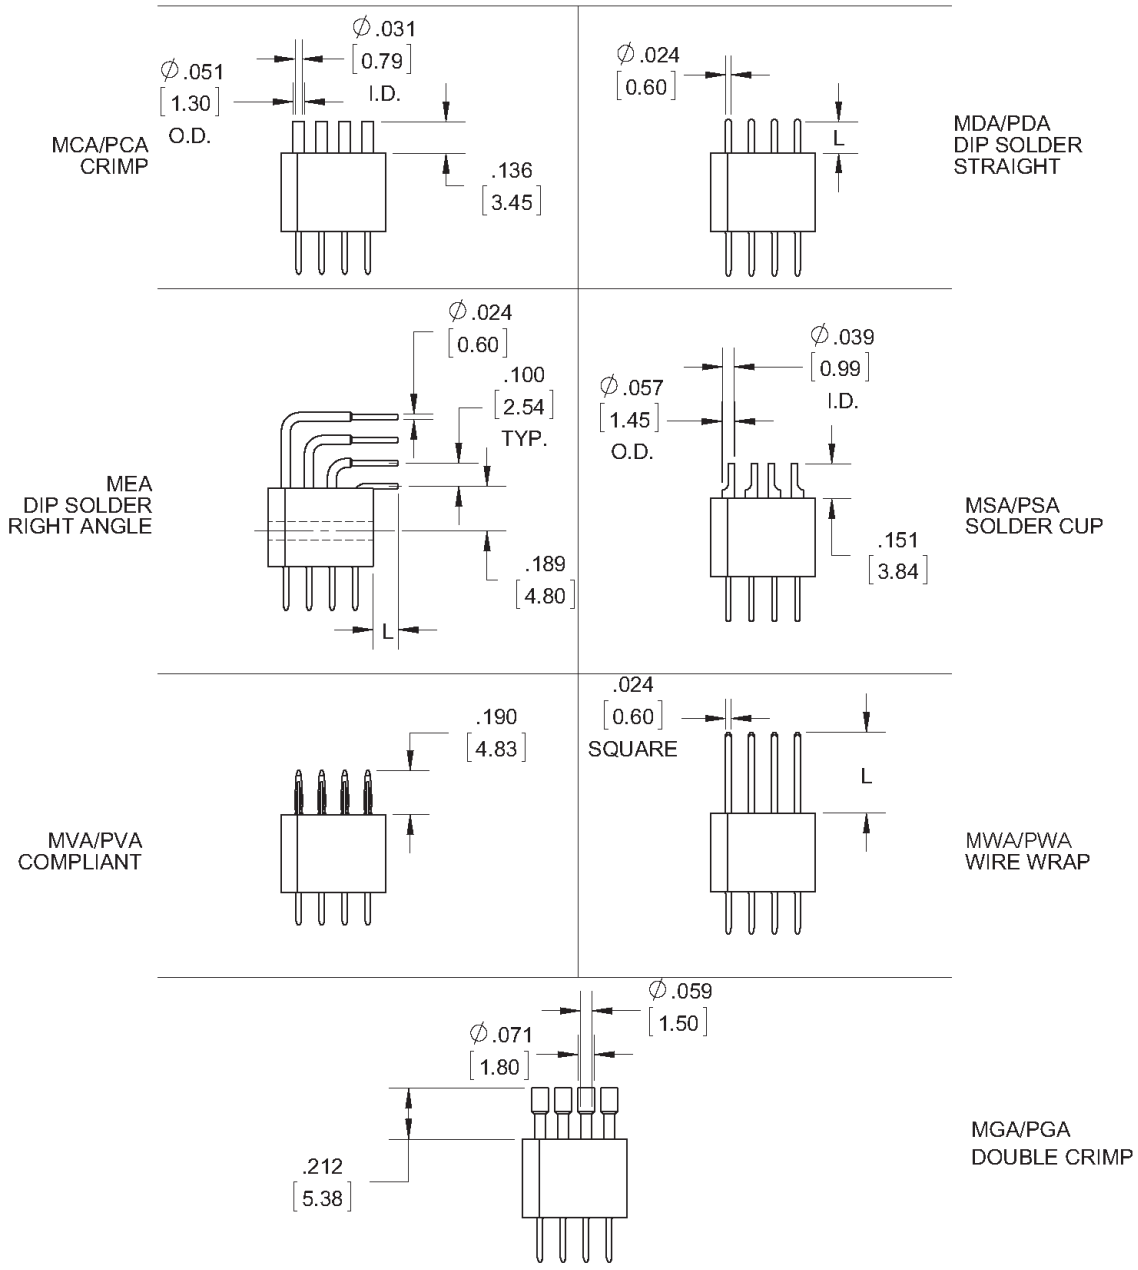 MCA/PCA
CRIMP
∅ .031
[0.79]
I.D.
∅ .051
[1.30]
O.D.
.136
[3.45]
∅ .024
[0.60]
L
MDA/PDA
DIP SOLDER
STRAIGHT
MEA
DIP SOLDER
RIGHT ANGLE
∅ .024
[0.60]
.100
[2.54]
TYP.
.189
[4.80]
L
∅ .039
[0.99]
I.D.
∅ .057
[1.45]
O.D.
.151
[3.84]
MSA/PSA
SOLDER CUP
MVA/PVA
COMPLIANT
.190
[4.83]
.024
[0.60]
SQUARE
L
MWA/PWA
WIRE WRAP
∅ .059
[1.50]
∅ .071
[1.80]
.212
[5.38]
MGA/PGA
DOUBLE CRIMP